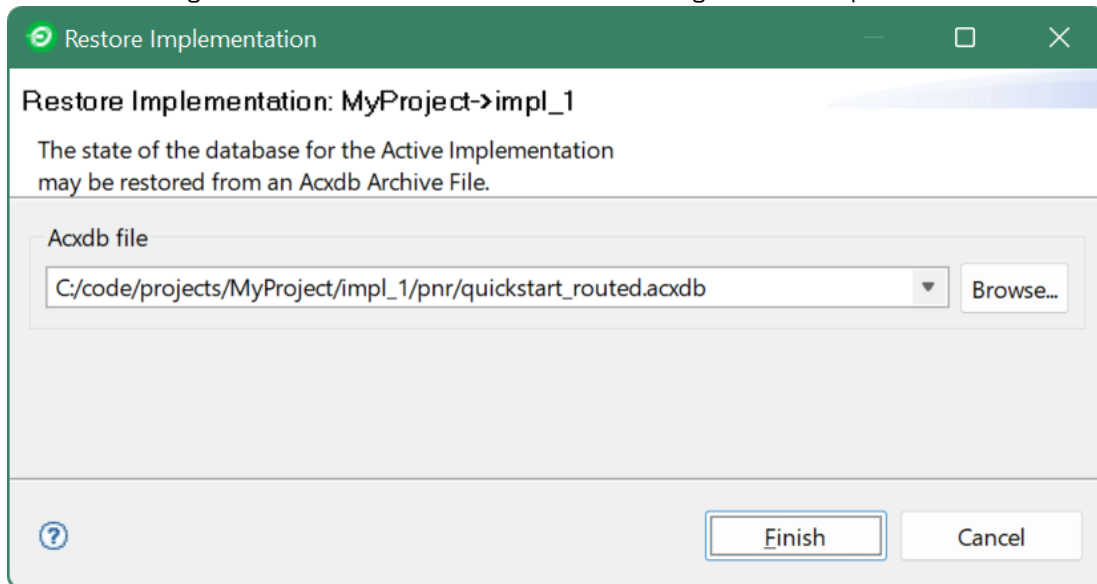 Restore Implementation
Restore Implementation: MyProject->impl_1
The state of the database for the Active Implementation
may be restored from an Acxdb Archive File.
Acxdb file
C:/code/projects/MyProject/impl_1/pnr/quickstart_routed.acxdb
Browse...
Finish
Cancel